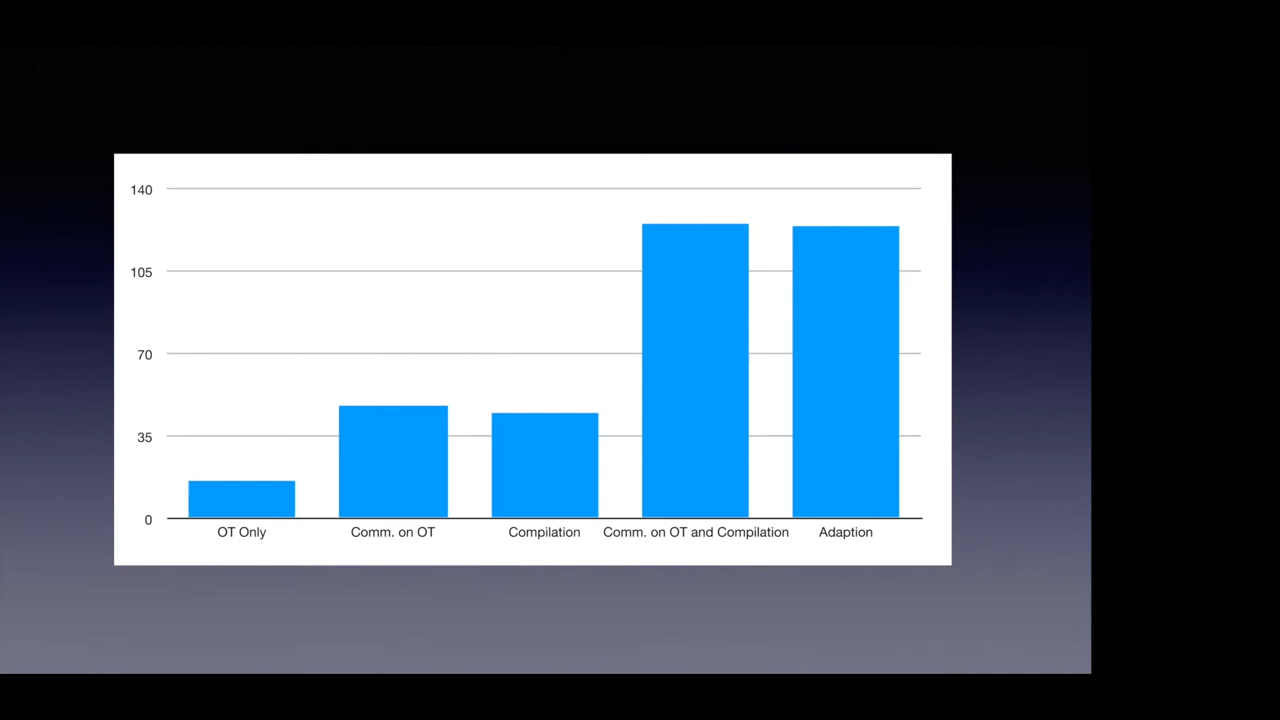 140
105
70
35
0
OT Only
Comm. on OT
Compilation
Comm. on OT and Compilation
Adaption